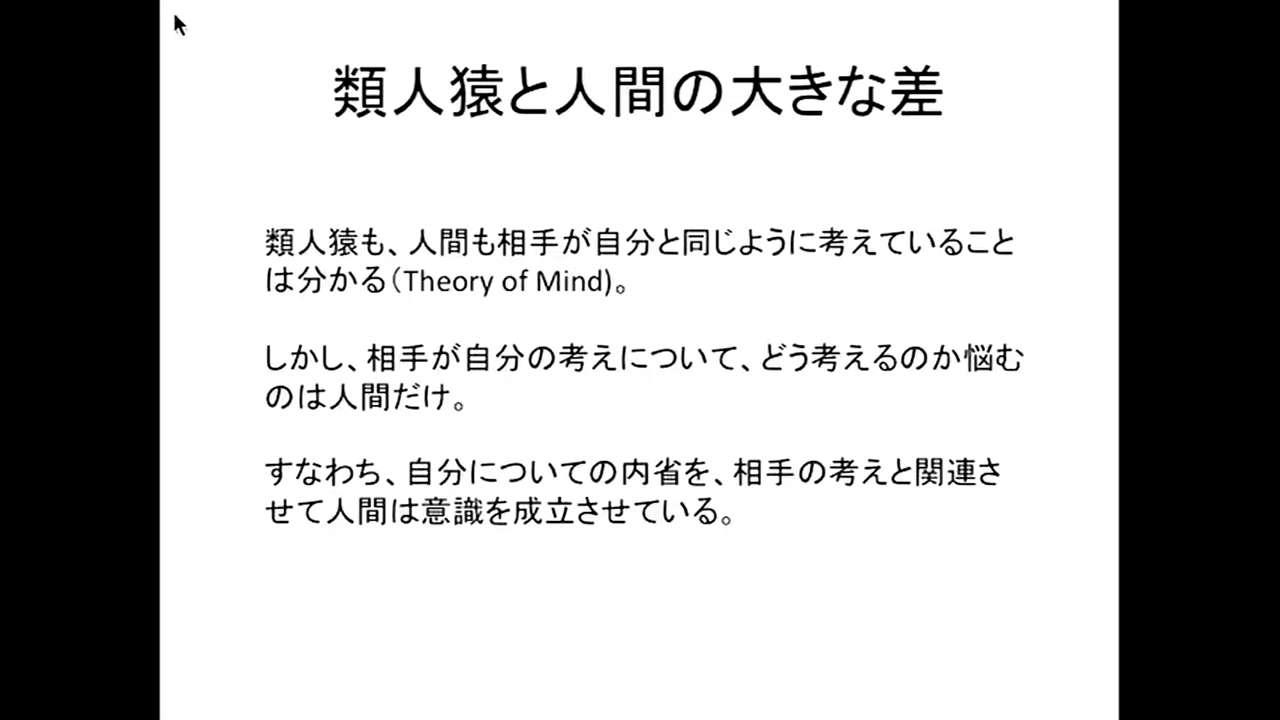 類人猿と人間の大きな差
類人猿も、人間も相手が自分と同じように考えていること
は分かる（Theory of Mind)。
しかし、相手が自分の考えについて、どう考えるのか悩む
のは人間だけ。
すなわち、自分についての内省を、相手の考えと関連さ
せて人間は意識を成立させている。